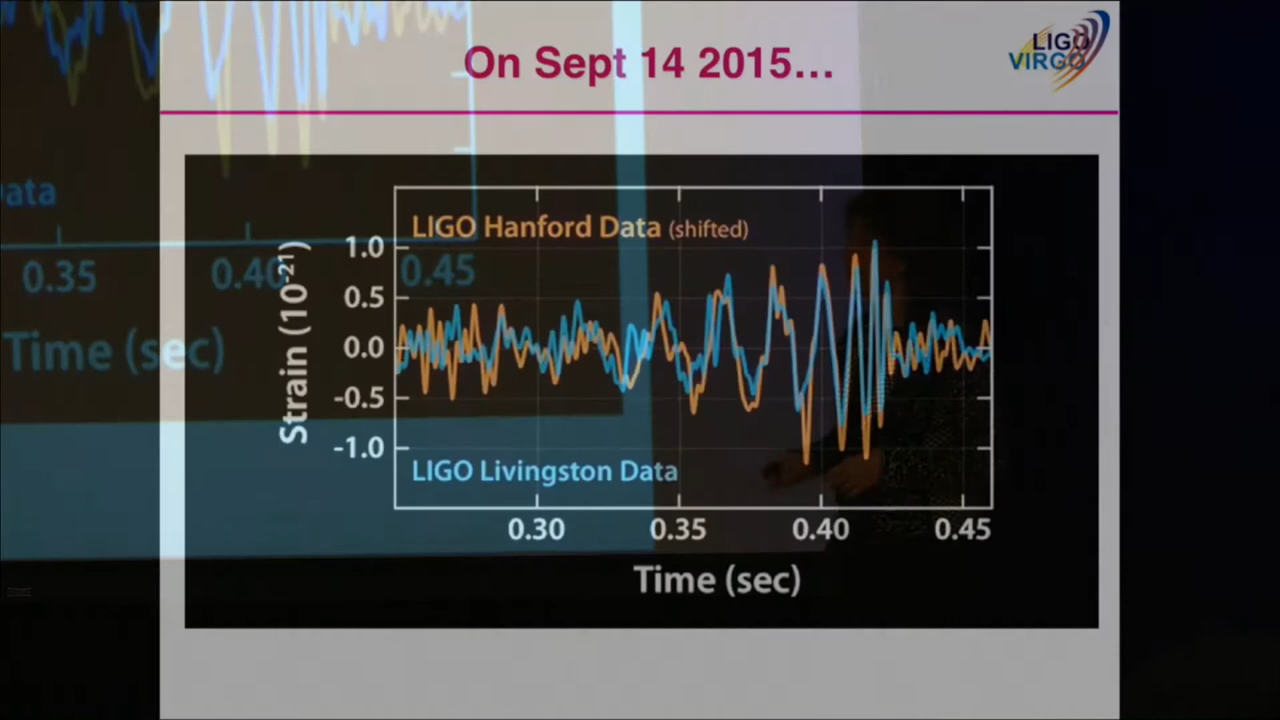 On Sept 14 2015…
LIGO
VIRGO
LIGO Hanford Data (shifted)
1.0
0.5
0.0
-0.5
-1.0
Strain (10-21)
LIGO Livingston Data
0.30 0.35 0.40 0.45
Time (sec)
ata
0.35 0.40 0.45
Time (sec)